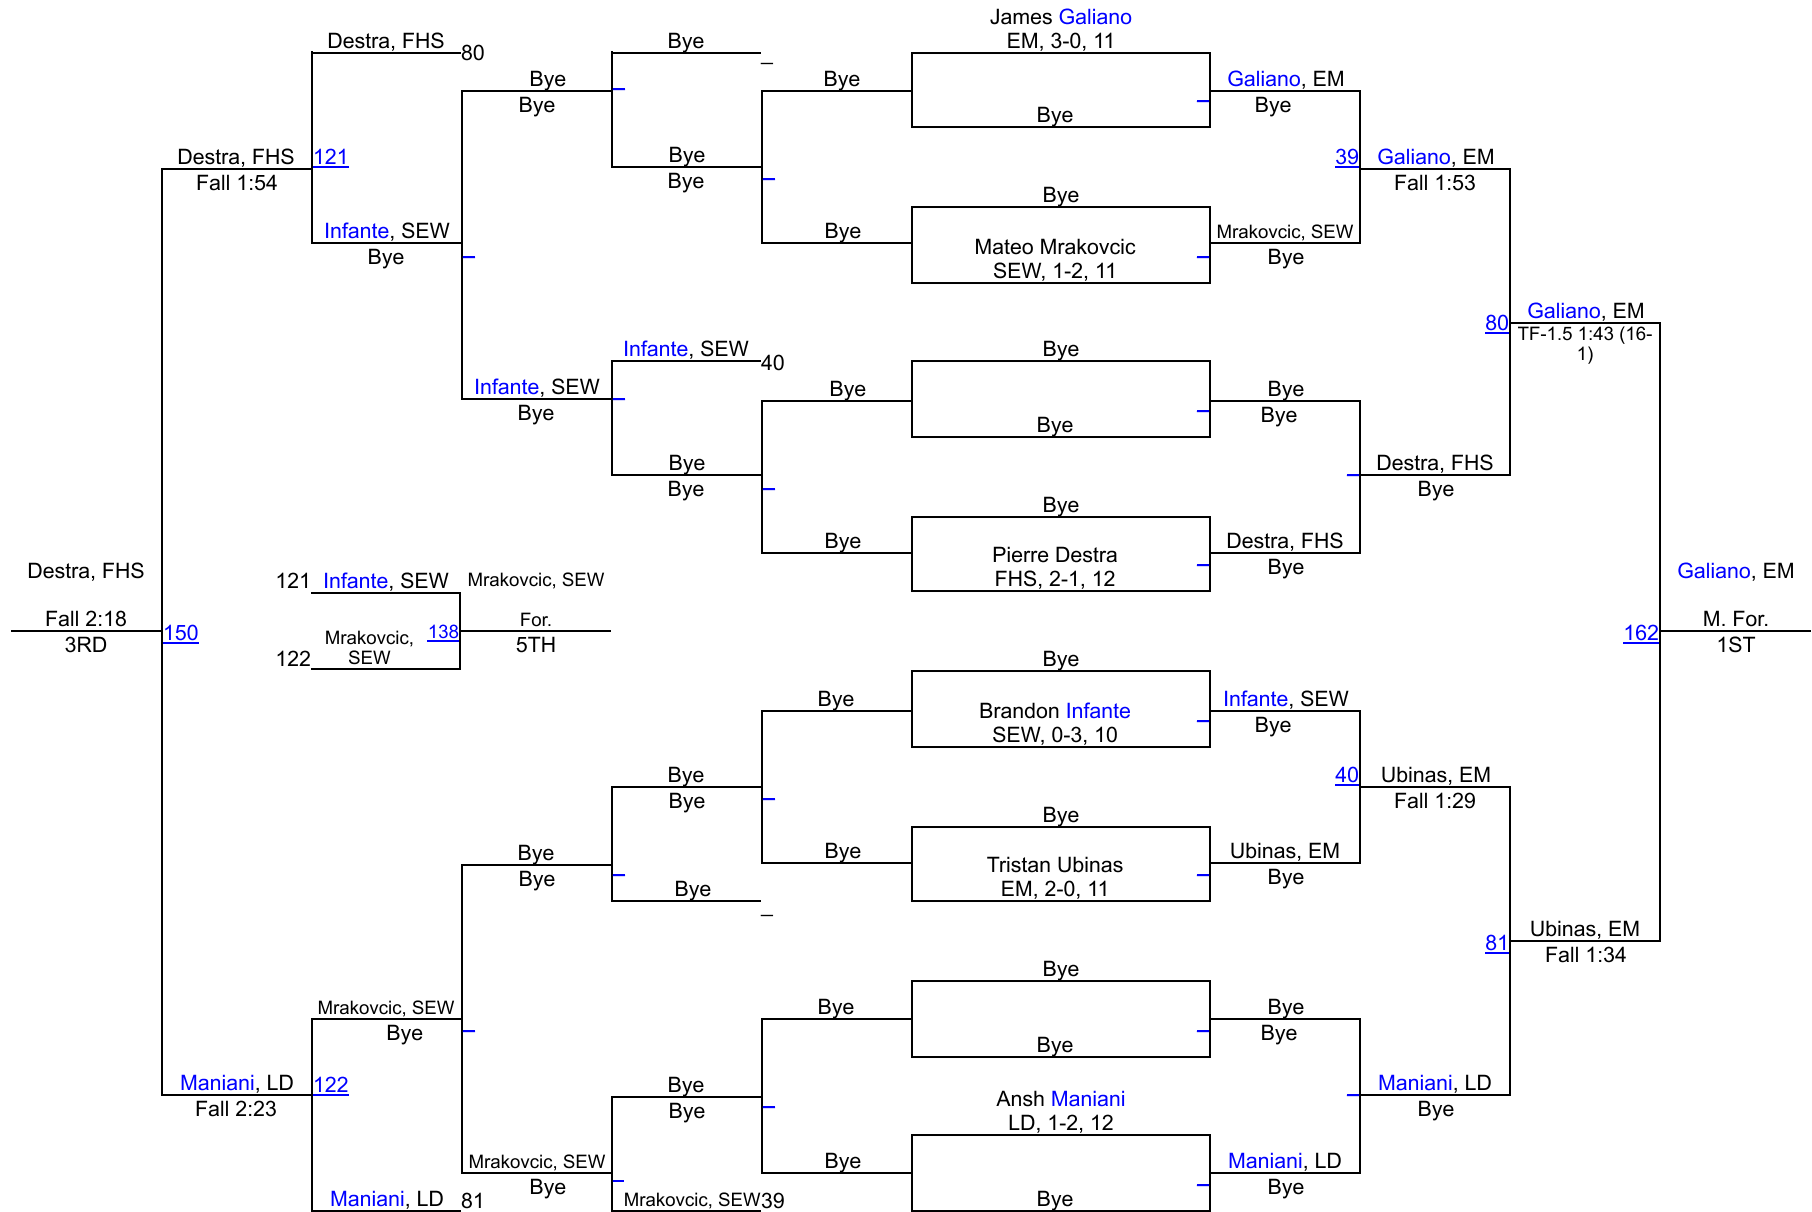 James Galiano
EM, 3-0, 11
Destra, FHS
80
Bye
_
Bye
Bye
Bye
Galiano, EM
Bye
Bye
Bye
Destra, FHS
121
Fall 1:54
Bye
Bye
39
Galiano, EM
Fall 1:53
Bye
Infante, SEW
Bye
Bye
Mateo Mrakovcic
SEW, 1-2, 11
Mrakovcic, SEW
Bye
Galiano, EM
80
TF-1.5 1:43 (16-
1)
Infante, SEW
40
Bye
Infante, SEW
Bye
Bye
Bye
Bye
Bye
Bye
Bye
Destra, FHS
Bye
Bye
Pierre Destra
FHS, 2-1, 12
Bye
Destra, FHS
Bye
Destra, FHS
Fall 2:18
3RD
150
121
Infante, SEW
Mrakovcic, SEW
Mrakovcic,
SEW
122
138
For.
5TH
Galiano, EM
M. For.
1ST
162
Bye
Bye
Brandon Infante
SEW, 0-3, 10
Infante, SEW
Bye
Bye
Bye
40
Ubinas, EM
Fall 1:29
Bye
Bye
Tristan Ubinas
EM, 2-0, 11
Ubinas, EM
Bye
Bye
Bye
Bye
_
81
Ubinas, EM
Fall 1:34
Bye
Mrakovcic, SEW
Bye
Bye
Bye
Bye
Bye
Maniani, LD
122
Fall 2:23
Bye
Bye
Ansh Maniani
LD, 1-2, 12
Maniani, LD
Bye
Mrakovcic, SEW
Bye
Bye
Maniani, LD
Bye
Maniani, LD
81
Mrakovcic, SEW
39
Bye